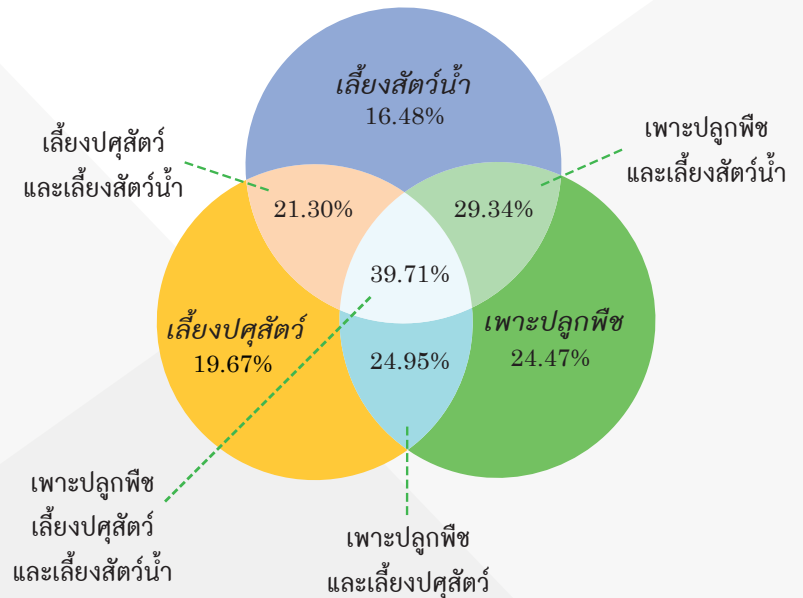 เลี้ยงสัตว์น้ำ
16.48%
เลี้ยงปศุสัตว์
และเลี้ยงสัตว์น้ำ
เพาะปลูกพืช
และเลี้ยงสัตว์น้ำ
21.30%
29.34%
39.71%
เลี้ยงปศุสัตว์
19.67%
เพาะปลูกพืช
24.47%
24.95%
เพาะปลูกพืช
เลี้ยงปศุสัตว์
และเลี้ยงสัตว์น้ำ
เพาะปลูกพืช
และเลี้ยงปศุสัตว์